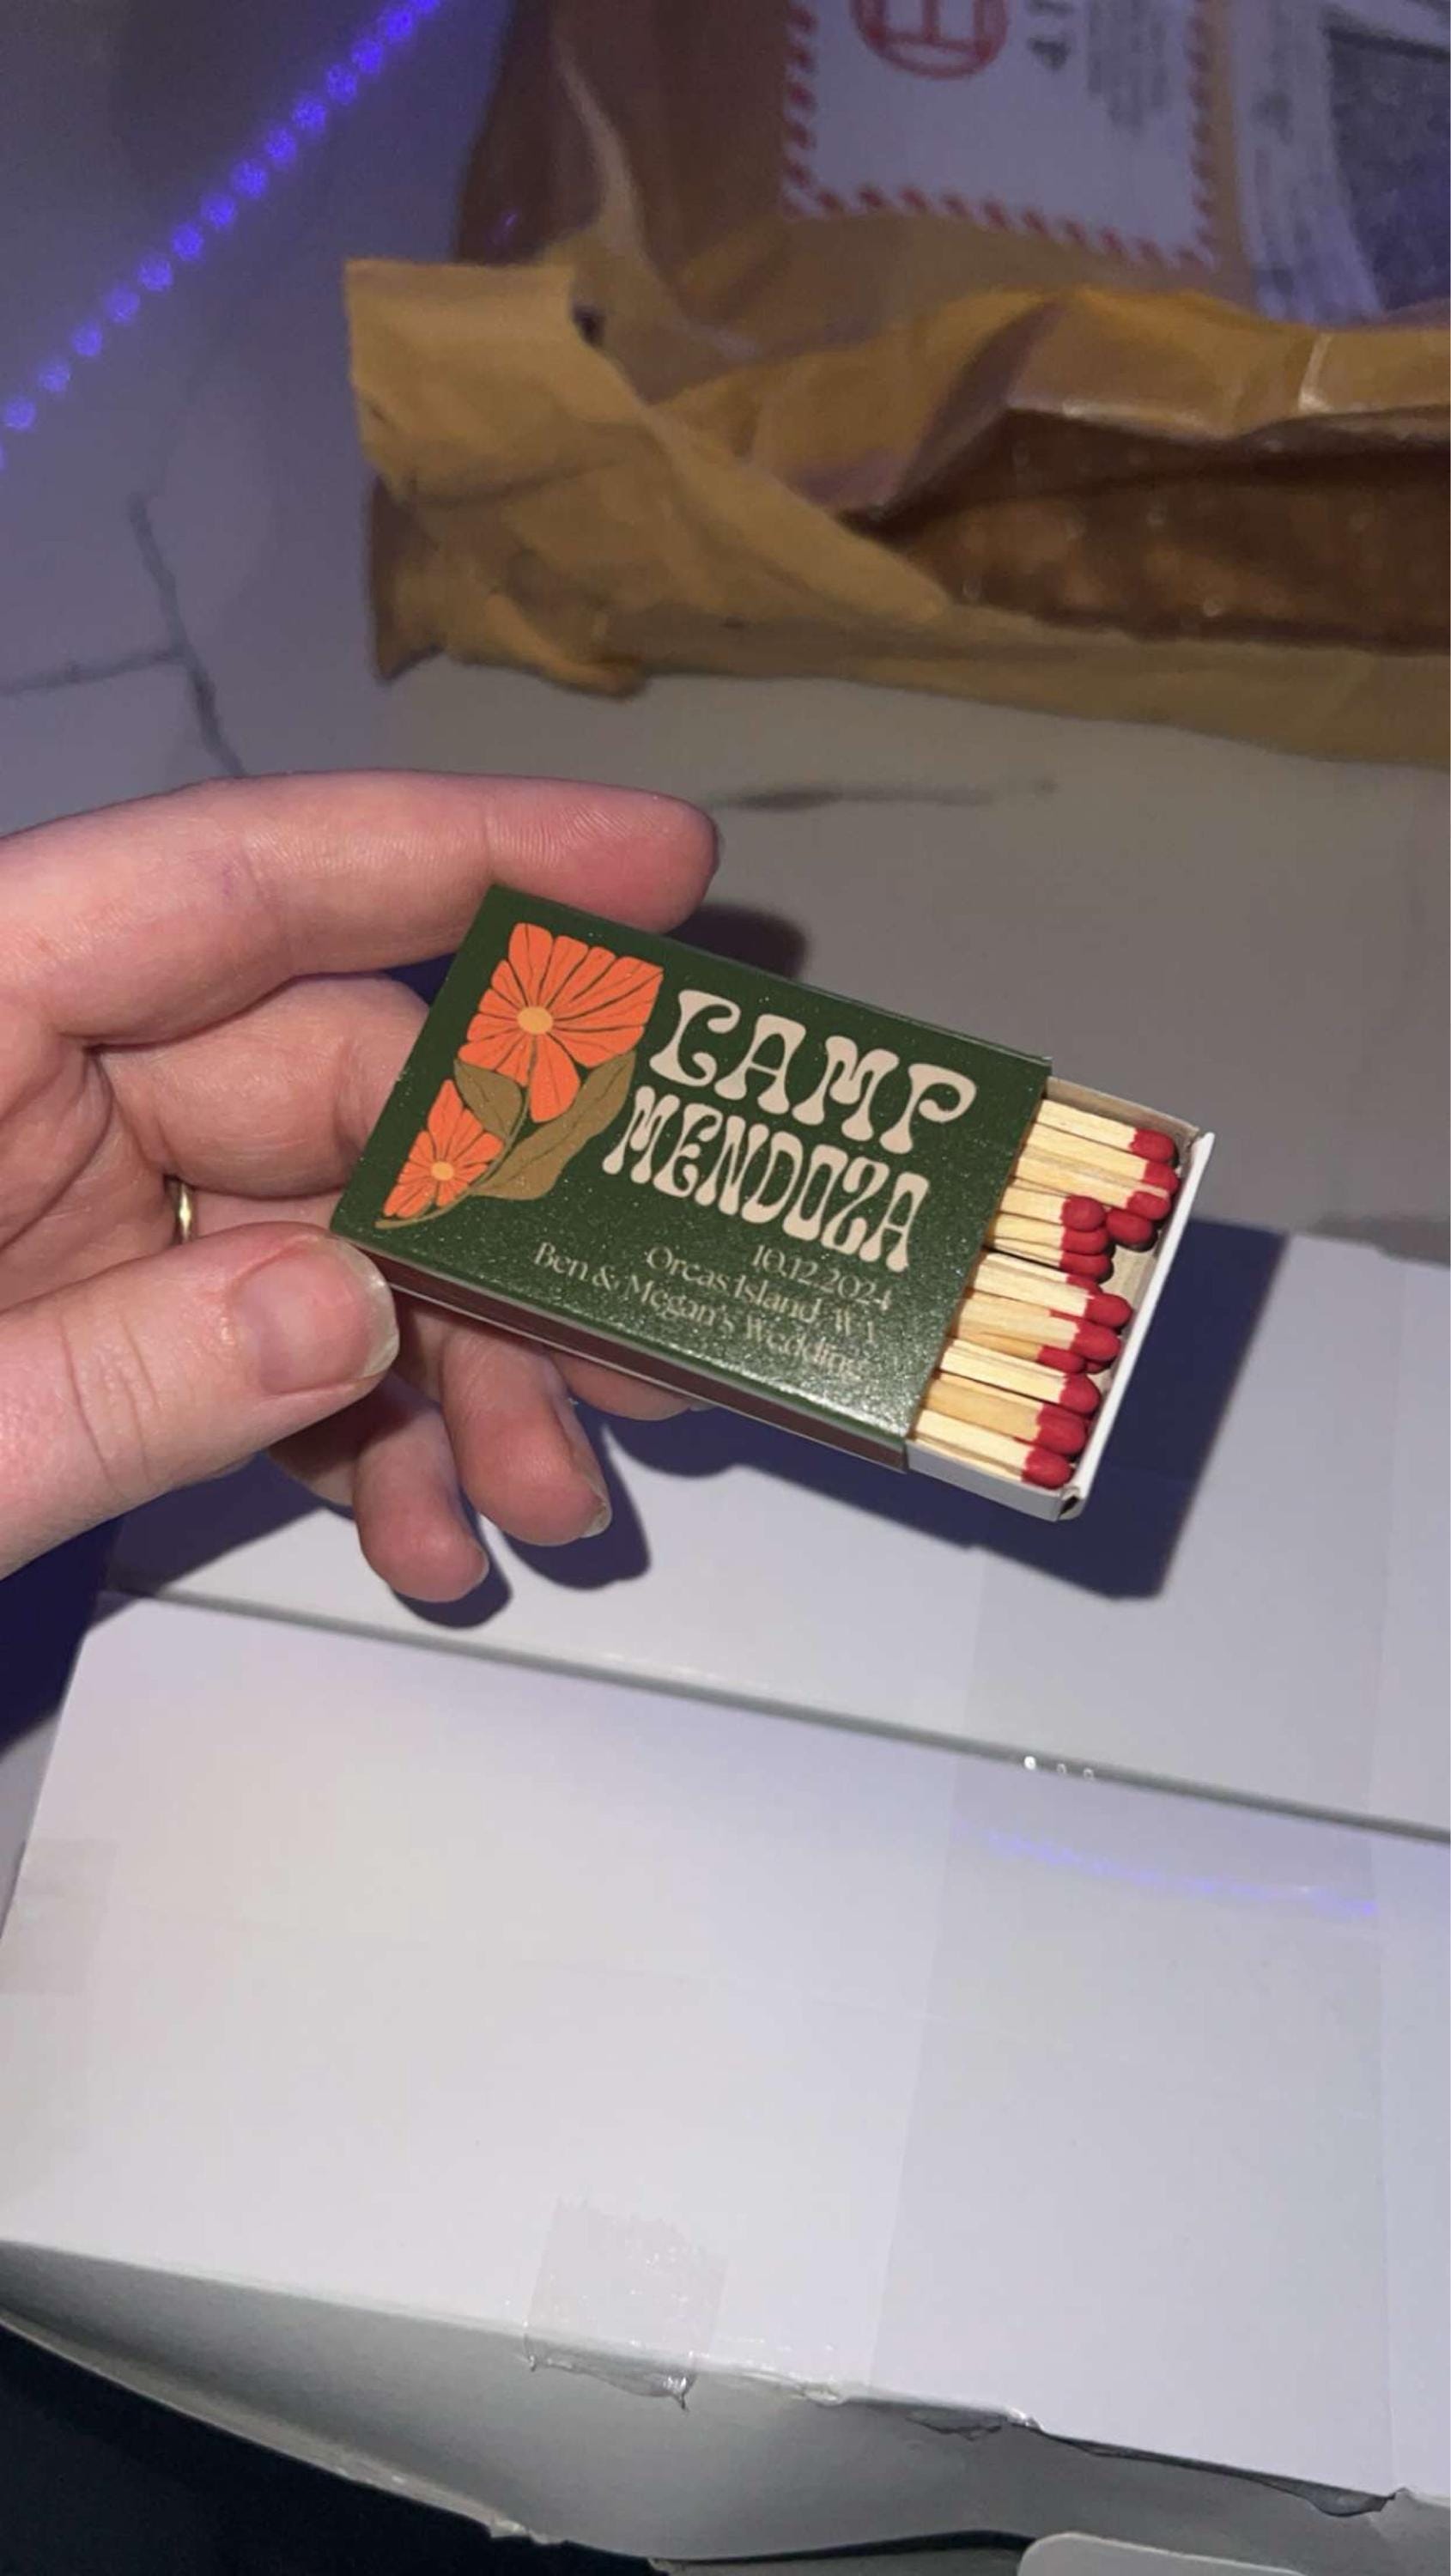 CAMP
MENDOZA
10.12.2024
Orcas Island, WA
Ben & Megan's Wedding